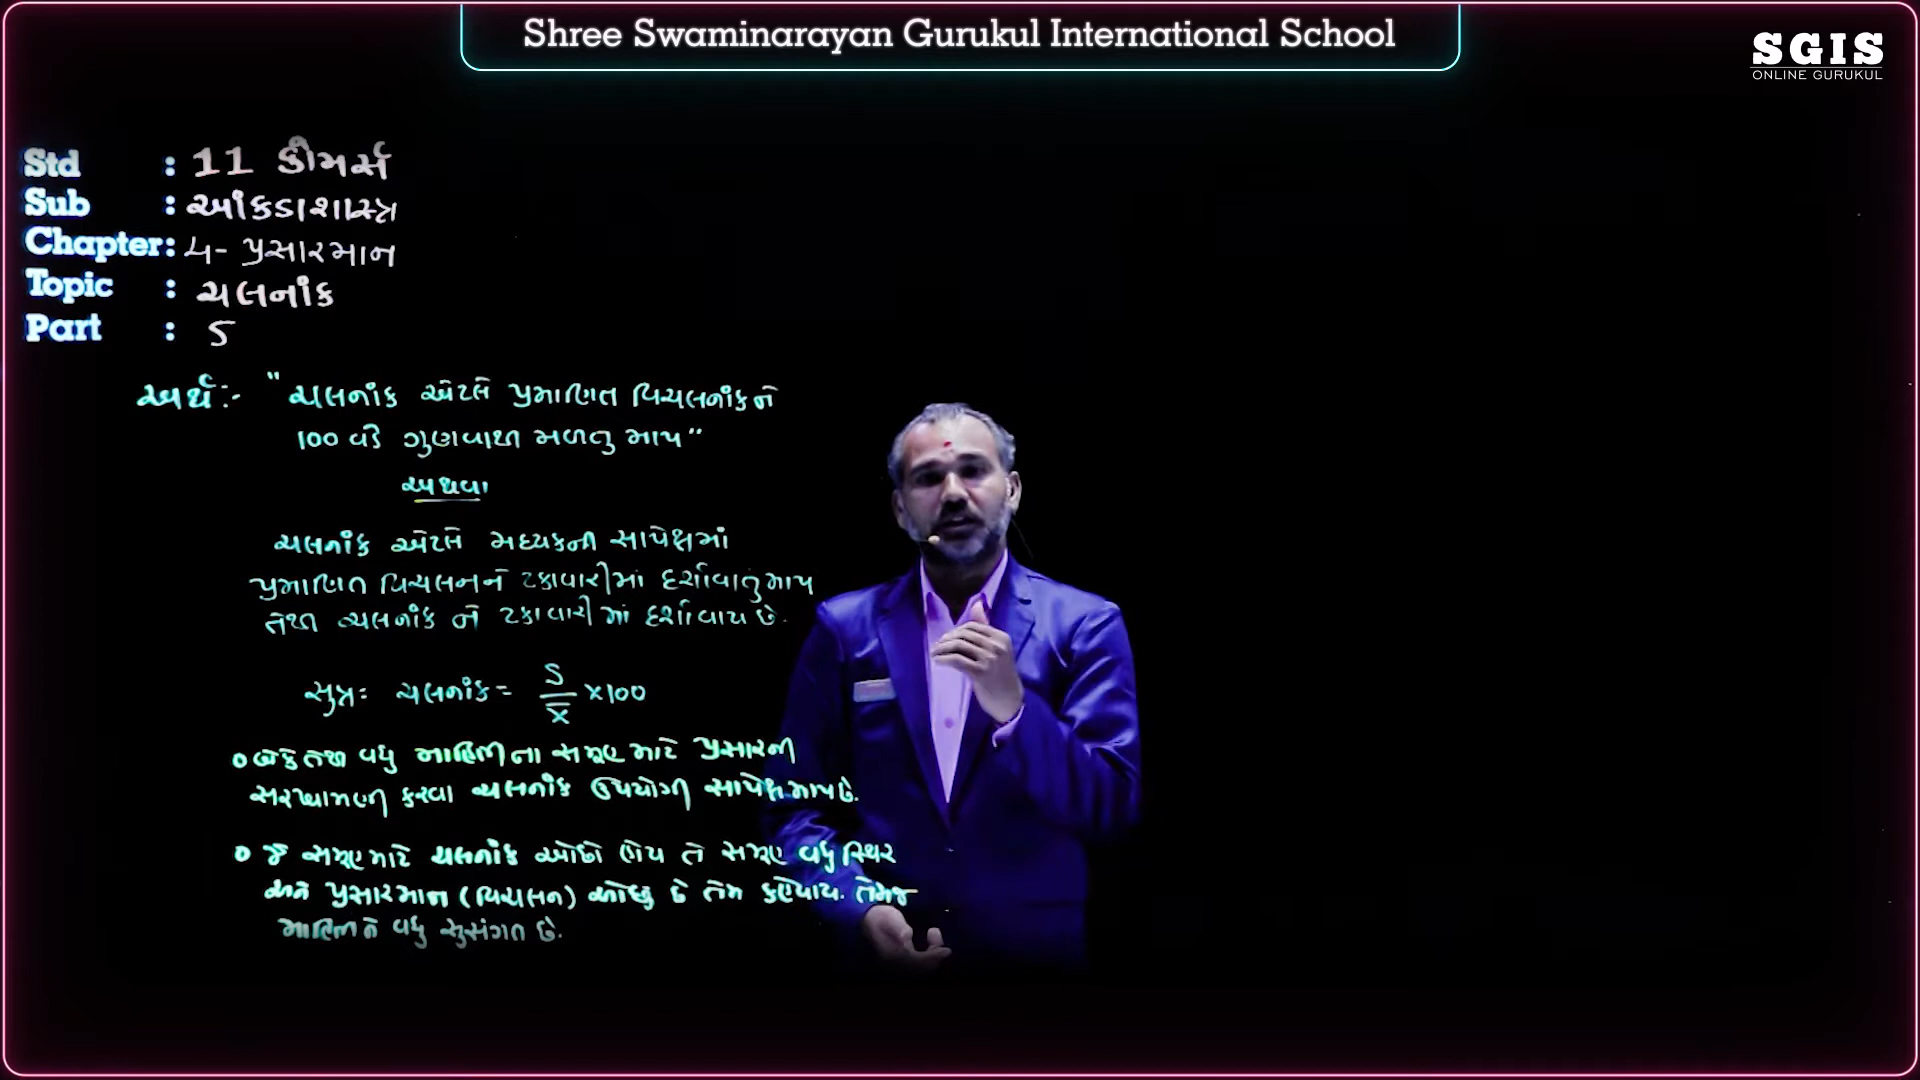 Shree Swaminarayan Gurukul International School
SGIS
ONLINE GURUKUL
Std : 11 કોમર્સ
Sub : આંકડાશાસ્ત્ર
Chapter: 4- પ્રસારમાન
Topic : ચલનાંક
Part : 5
અર્થ:- "ચલનાંક એટલે પ્રમાણિત વિચલનાંકને
100 વડે ગુણવાથી મળતુ માપ"
અથવા
ચલનાંક એટલે મધ્યકની સાપેક્ષમાં
પ્રમાણિત વિચલનને ટકાવારીમાં દર્શાવાતું માપ
તેથી ચલનાંક ને ટકાવારીમાં દર્શાવાય છે.
સુત્ર: ચલનાંક = S/x̄ ×100
૦ બેકે તેથી વધુ માહિતીના સમૂહ માટે પ્રસારની
સરખામણી કરવા ચલનાંક ઉપયોગી સાપેક્ષ માપ છે.
૦ જે સમૂહ માટે ચલનાંક ઓછો હોય તે સમૂહ વધુ સ્થિર
અને પ્રસારમાન (વિચલન) ઓછું છે તેમ કહેવાય. તેમજ
માહિતી તે વધુ સુસંગત છે.